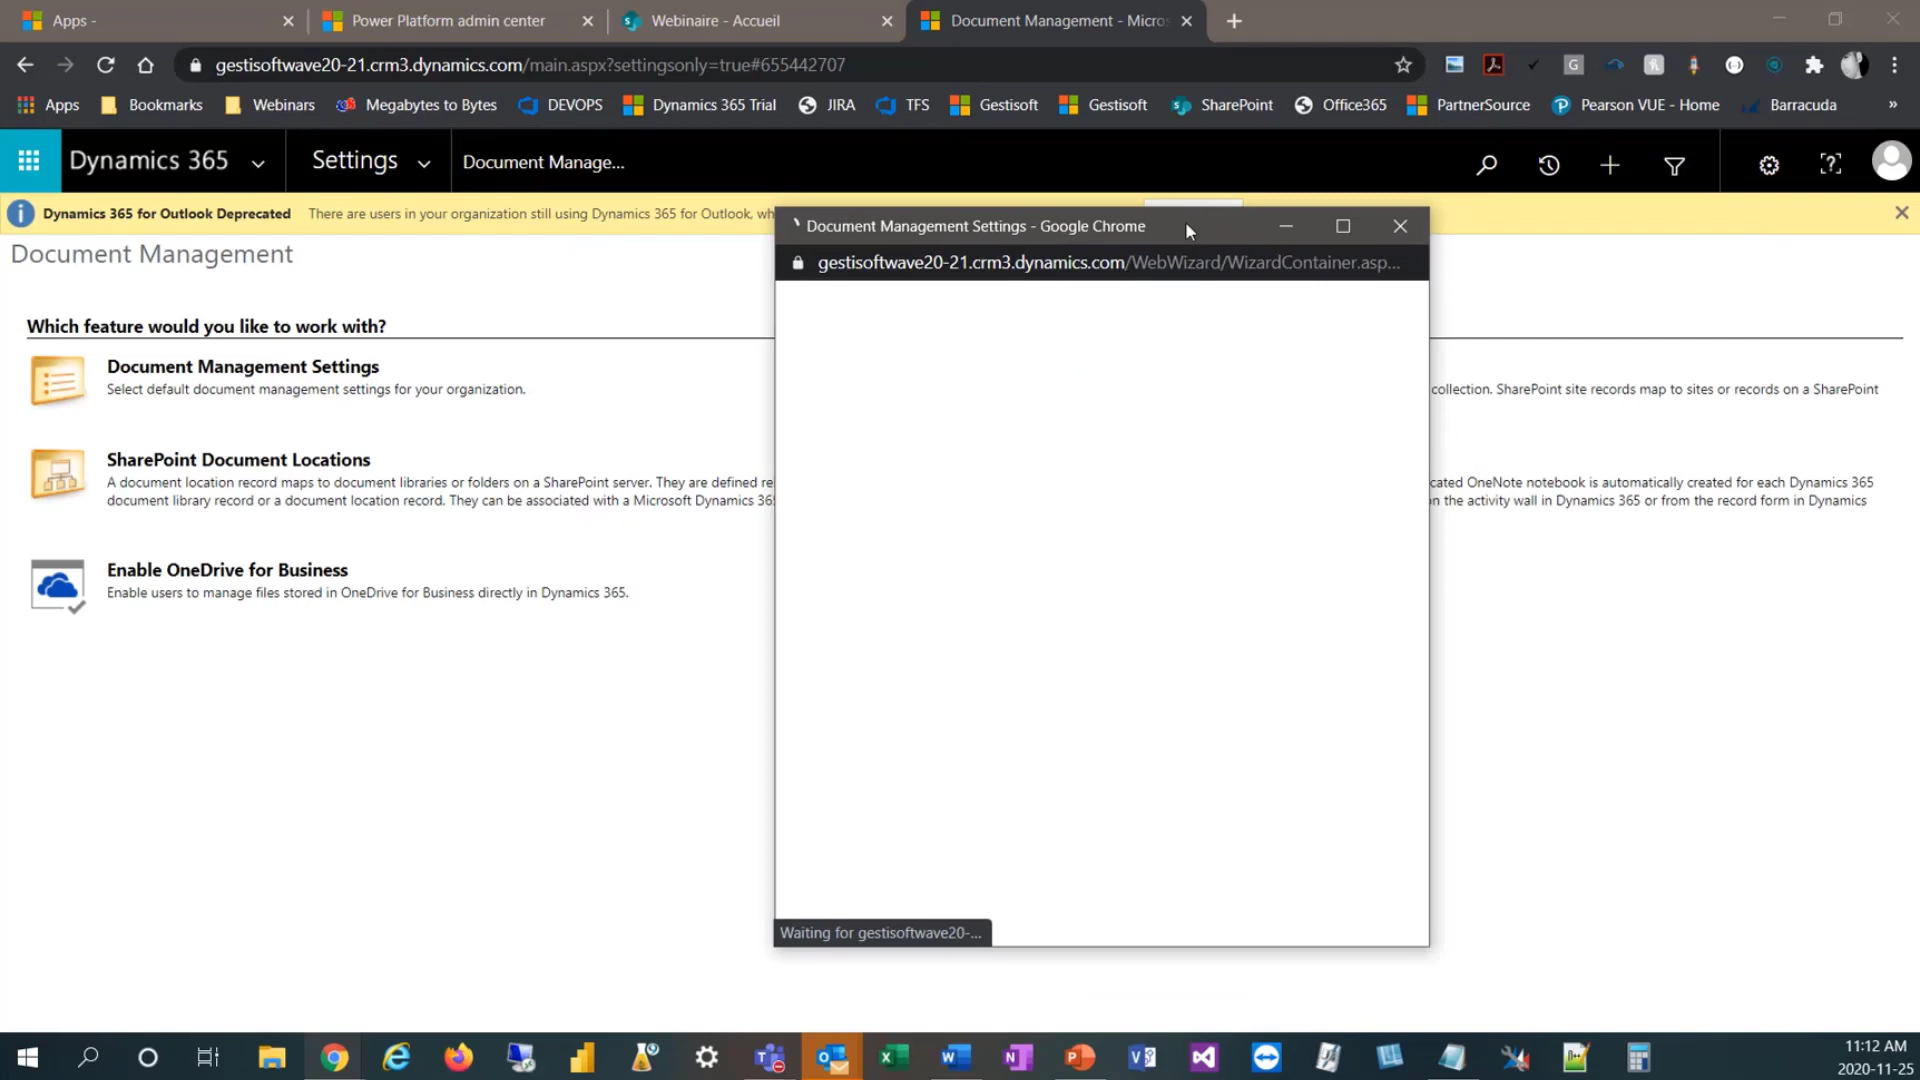 Apps -
Power Platform admin center
Webinaire - Accueil
Document Management - Micros
gestisoftwave20-21.crm3.dynamics.com/main.aspx?settingsonly=true#655442707
Apps
Bookmarks
Webinars
Megabytes to Bytes
DEVOPS
Dynamics 365 Trial
JIRA
TFS
Gestisoft
Gestisoft
SharePoint
Office365
PartnerSource
Pearson VUE - Home
Barracuda
»
Dynamics 365
Settings
Document Manage...
Dynamics 365 for Outlook Deprecated There are users in your organization still using Dynamics 365 for Outlook, wh
Document Management
Document Management Settings - Google Chrome
gestisoftwave20-21.crm3.dynamics.com/WebWizard/WizardContainer.asp...
Which feature would you like to work with?
Document Management Settings
Select default document management settings for your organization.
collection. SharePoint site records map to sites or records on a SharePoint
SharePoint Document Locations
A document location record maps to document libraries or folders on a SharePoint server. They are defined re
document library record or a document location record. They can be associated with a Microsoft Dynamics 365
cated OneNote notebook is automatically created for each Dynamics 365
on the activity wall in Dynamics 365 or from the record form in Dynamics
Enable OneDrive for Business
Enable users to manage files stored in OneDrive for Business directly in Dynamics 365.
Waiting for gestisoftwave20-...
11:12 AM
2020-11-25